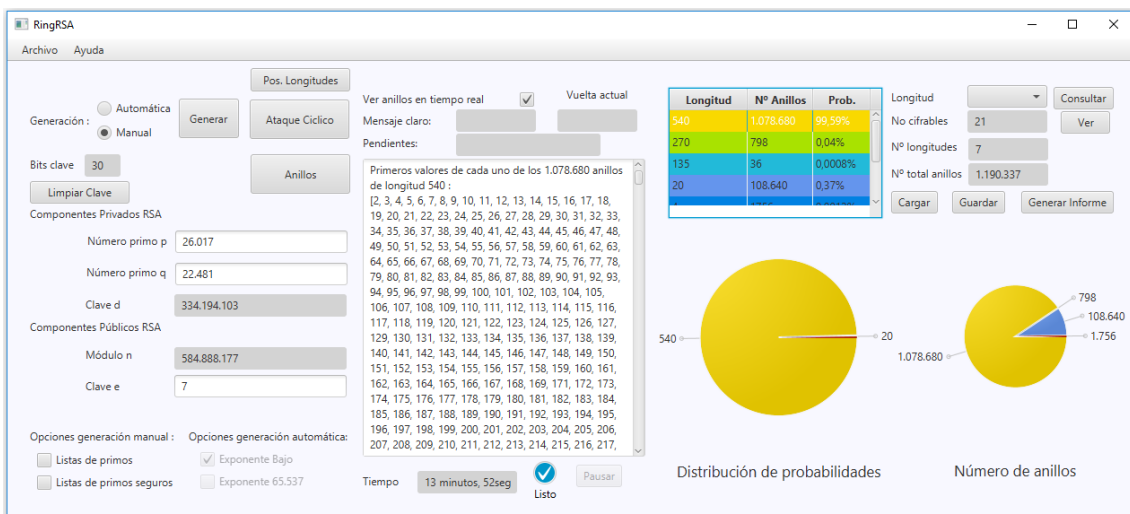 RingRSA
Archivo Ayuda
Generación :
Automática
Manual
Generar
Pos. Longitudes
Ataque Ciclico
Anillos
Bits clave 30
Limpiar Clave
Componentes Privados RSA
Número primo p 26.017
Número primo q 22.481
Clave d 334.194.103
Componentes Públicos RSA
Módulo n 584.888.177
Clave e 7
Opciones generación manual :
Listas de primos
Listas de primos seguros
Opciones generación automática:
Exponente Bajo
Exponente 65.537
Ver anillos en tiempo real
Vuelta actual
Mensaje claro:
Pendientes:
Primeros valores de cada uno de los 1.078.680 anillos
de longitud 540 :
[2, 3, 4, 5, 6, 7, 8, 9, 10, 11, 12, 13, 14, 15, 16, 17, 18,
19, 20, 21, 22, 23, 24, 25, 26, 27, 28, 29, 30, 31, 32, 33,
34, 35, 36, 37, 38, 39, 40, 41, 42, 43, 44, 45, 46, 47, 48,
49, 50, 51, 52, 53, 54, 55, 56, 57, 58, 59, 60, 61, 62, 63,
64, 65, 66, 67, 68, 69, 70, 71, 72, 73, 74, 75, 76, 77, 78,
79, 80, 81, 82, 83, 84, 85, 86, 87, 88, 89, 90, 91, 92, 93,
94, 95, 96, 97, 98, 99, 100, 101, 102, 103, 104, 105,
106, 107, 108, 109, 110, 111, 112, 113, 114, 115, 116,
117, 118, 119, 120, 121, 122, 123, 124, 125, 126, 127,
129, 130, 131, 132, 133, 134, 135, 136, 137, 138, 139,
140, 141, 142, 143, 144, 145, 146, 147, 148, 149, 150,
151, 152, 153, 154, 155, 156, 157, 158, 159, 160, 161,
162, 163, 164, 165, 166, 167, 168, 169, 171, 172, 173,
174, 175, 176, 177, 178, 179, 180, 181, 182, 183, 184,
185, 186, 187, 188, 189, 190, 191, 192, 193, 194, 195,
196, 197, 198, 199, 200, 201, 202, 203, 204, 205, 206,
207, 208, 209, 210, 211, 212, 213, 214, 215, 216, 217,
Tiempo 13 minutos, 52seg
Listo
Pausar
Longitud Nº Anillos Prob.
540 1.078.680 99,59%
270 798 0,04%
135 36 0,0008%
20 108.640 0,37%
Longitud
Consultar
No cifrables 21
Ver
Nº longitudes 7
Nº total anillos 1.190.337
Cargar Guardar Generar Informe
540
20
Distribución de probabilidades
798
108.640
1.756
1.078.680
Número de anillos